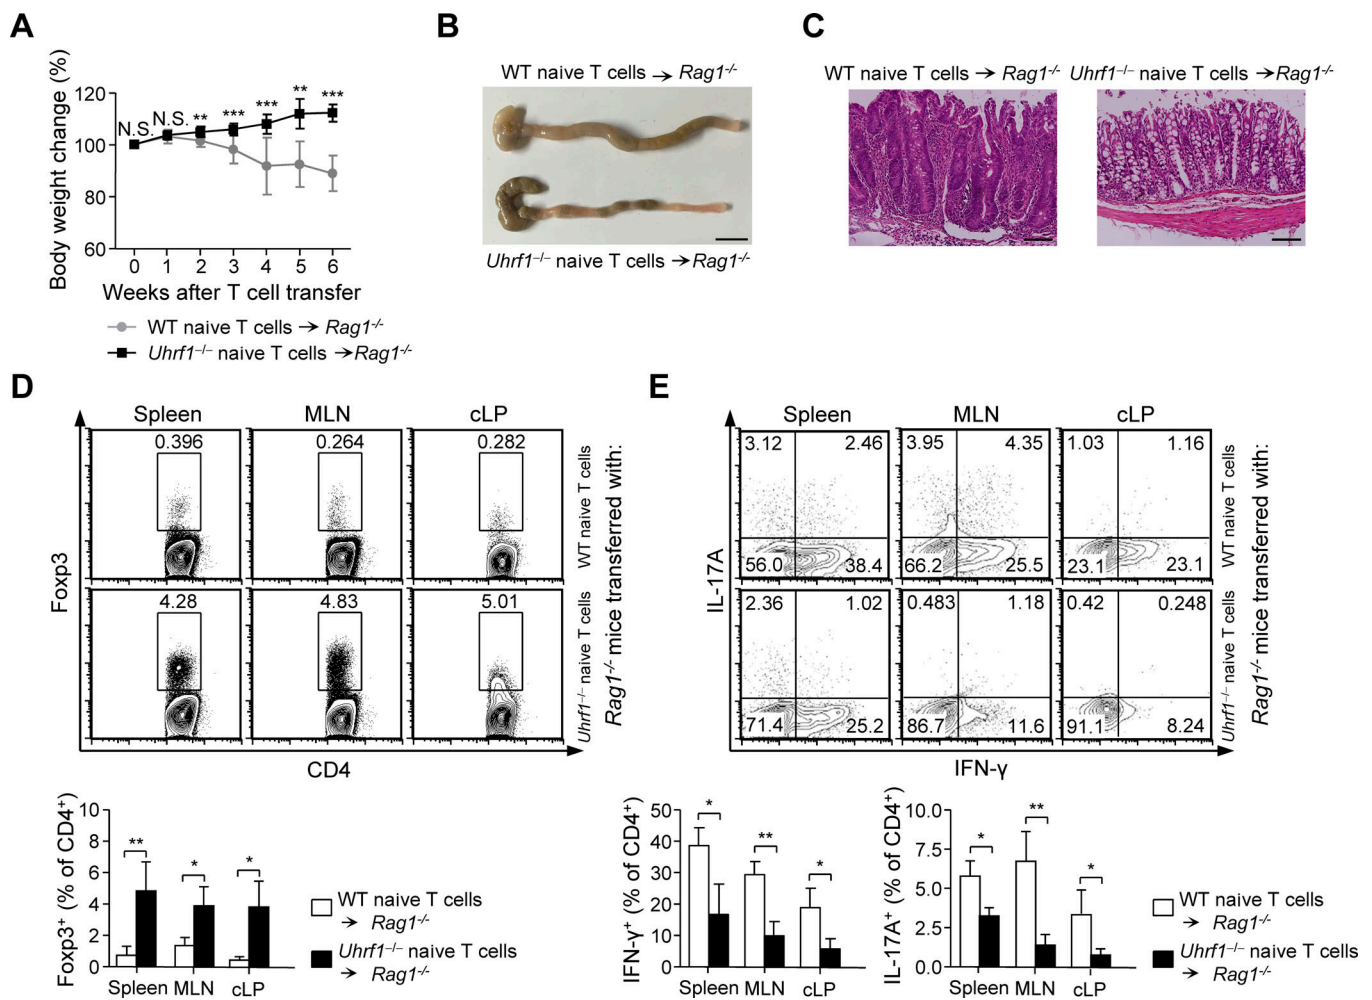 A
Body weight change (%)
120
100
80
60
N.S.
N.S.
**
***
***
**
***
0 1 2 3 4 5 6
Weeks after T cell transfer
WT naive T cells → Rag1-/-
Uhrf1–/– naive T cells →Rag1-/-
B
WT naive T cells → Rag1-/-
Uhrf1–/– naive T cells →Rag1-/-
C
WT naive T cells → Rag1-/-
Uhrf1–/– naive T cells →Rag1-/-
D
Spleen MLN cLP
0.396 0.264 0.282
4.28 4.83 5.01
Foxp3
CD4
WT naive T cells
Uhrf1–/– naive T cells
Rag1-/- mice transferred with:
Foxp3+ (% of CD4+)
10
8
6
4
2
0
** * *
Spleen MLN cLP
WT naive T cells
→ Rag1-/-
Uhrf1–/– naive T cells
→ Rag1-/-
E
Spleen MLN cLP
3.12 2.46 3.95 4.35 1.03 1.16
56.0 38.4 66.2 25.5 23.1 23.1
2.36 1.02 0.483 1.18 0.42 0.248
71.4 25.2 86.7 11.6 91.1 8.24
IL-17A
IFN-γ
WT naive T cells
Uhrf1–/– naive T cells
Rag1-/- mice transferred with:
IFN-γ+ (% of CD4+)
50
40
30
20
10
0
* ** *
Spleen MLN cLP
IL-17A+ (% of CD4+)
10.0
7.5
5.0
2.5
0.0
* ** *
Spleen MLN cLP
WT naive T cells
→ Rag1-/-
Uhrf1–/– naive T cells
→ Rag1-/-